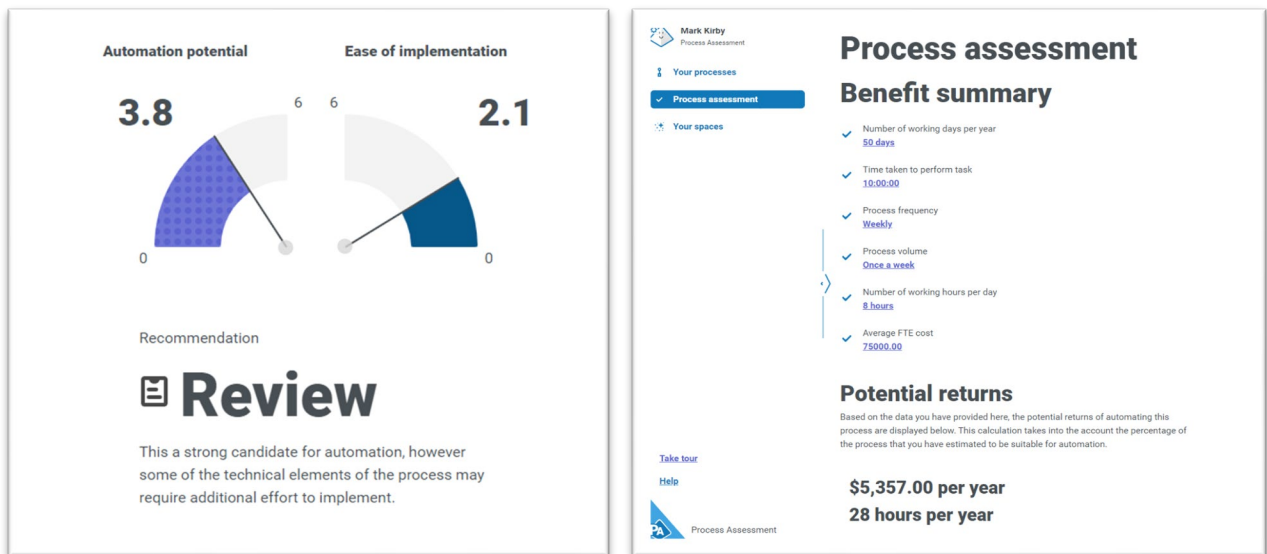 Automation potential
Ease of implementation
3.8
6
6
2.1
0
0
Recommendation
Review
This a strong candidate for automation, however
some of the technical elements of the process may
require additional effort to implement.
Mark Kirby
Process Assessment
Your processes
Process assessment
Your spaces
Take tour
Help
PA
Process Assessment
Process assessment
Benefit summary
Number of working days per year
50 days
Time taken to perform task
10:00:00
Process frequency
Weekly
Process volume
Once a week
Number of working hours per day
8 hours
Average FTE cost
75000.00
Potential returns
Based on the data you have provided here, the potential returns of automating this
process are displayed below. This calculation takes into the account the percentage of
the process that you have estimated to be suitable for automation.
$5,357.00 per year
28 hours per year